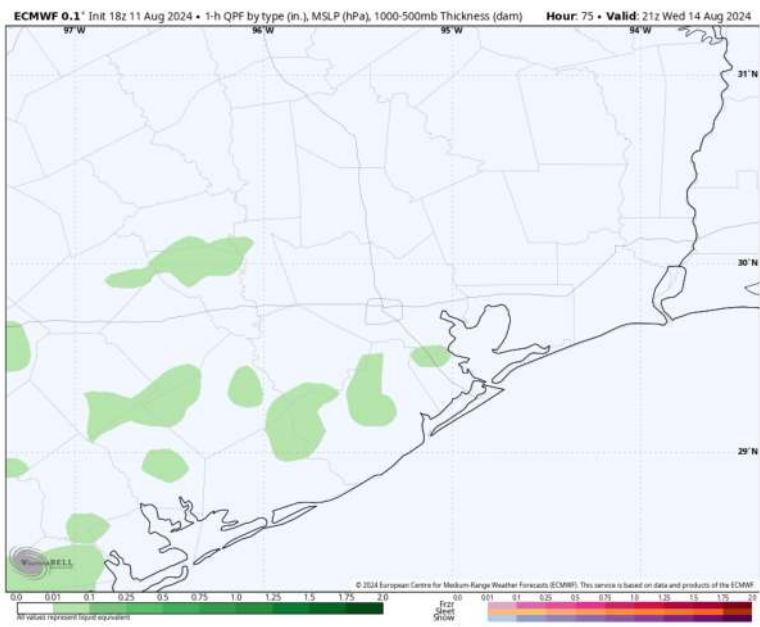 ECMWF 0.1° Init 18z 11 Aug 2024 • 1-h QPF by type (in.), MSLP (hPa), 1000-500mb Thickness (dam) Hour: 75 • Valid: 21z Wed 14 Aug 2024
97°W 96°W 95°W 94°W
31°N
30°N
29°N
WeatherBELL
© 2024 European Centre for Medium-Range Weather Forecasts (ECMWF). This service is based on data and products of the ECMWF
0.0 0.01 0.1 0.25 0.5 0.75 1.0 1.25 1.5 1.75 2.0
0.0 0.01 0.1 0.25 0.5 0.75 1.0 1.25 1.5 1.75 2.0
Frzr
Sleet
Snow
All values represent liquid equivalent